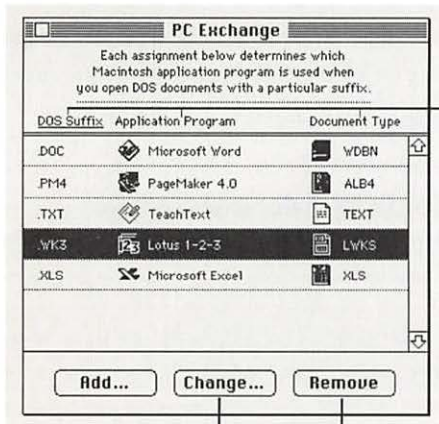 PC Exchange
Each assignment below determines which
Macintosh application program is used when
you open DOS documents with a particular suffix.
DOS Suffix Application Program Document Type
.DOC Microsoft Word WDBN
.PM4 PageMaker 4.0 ALB4
.TXT TeachText TEXT
.WK3 Lotus 1-2-3 LWKS
.XLS Microsoft Excel XLS
Add... Change... Remove